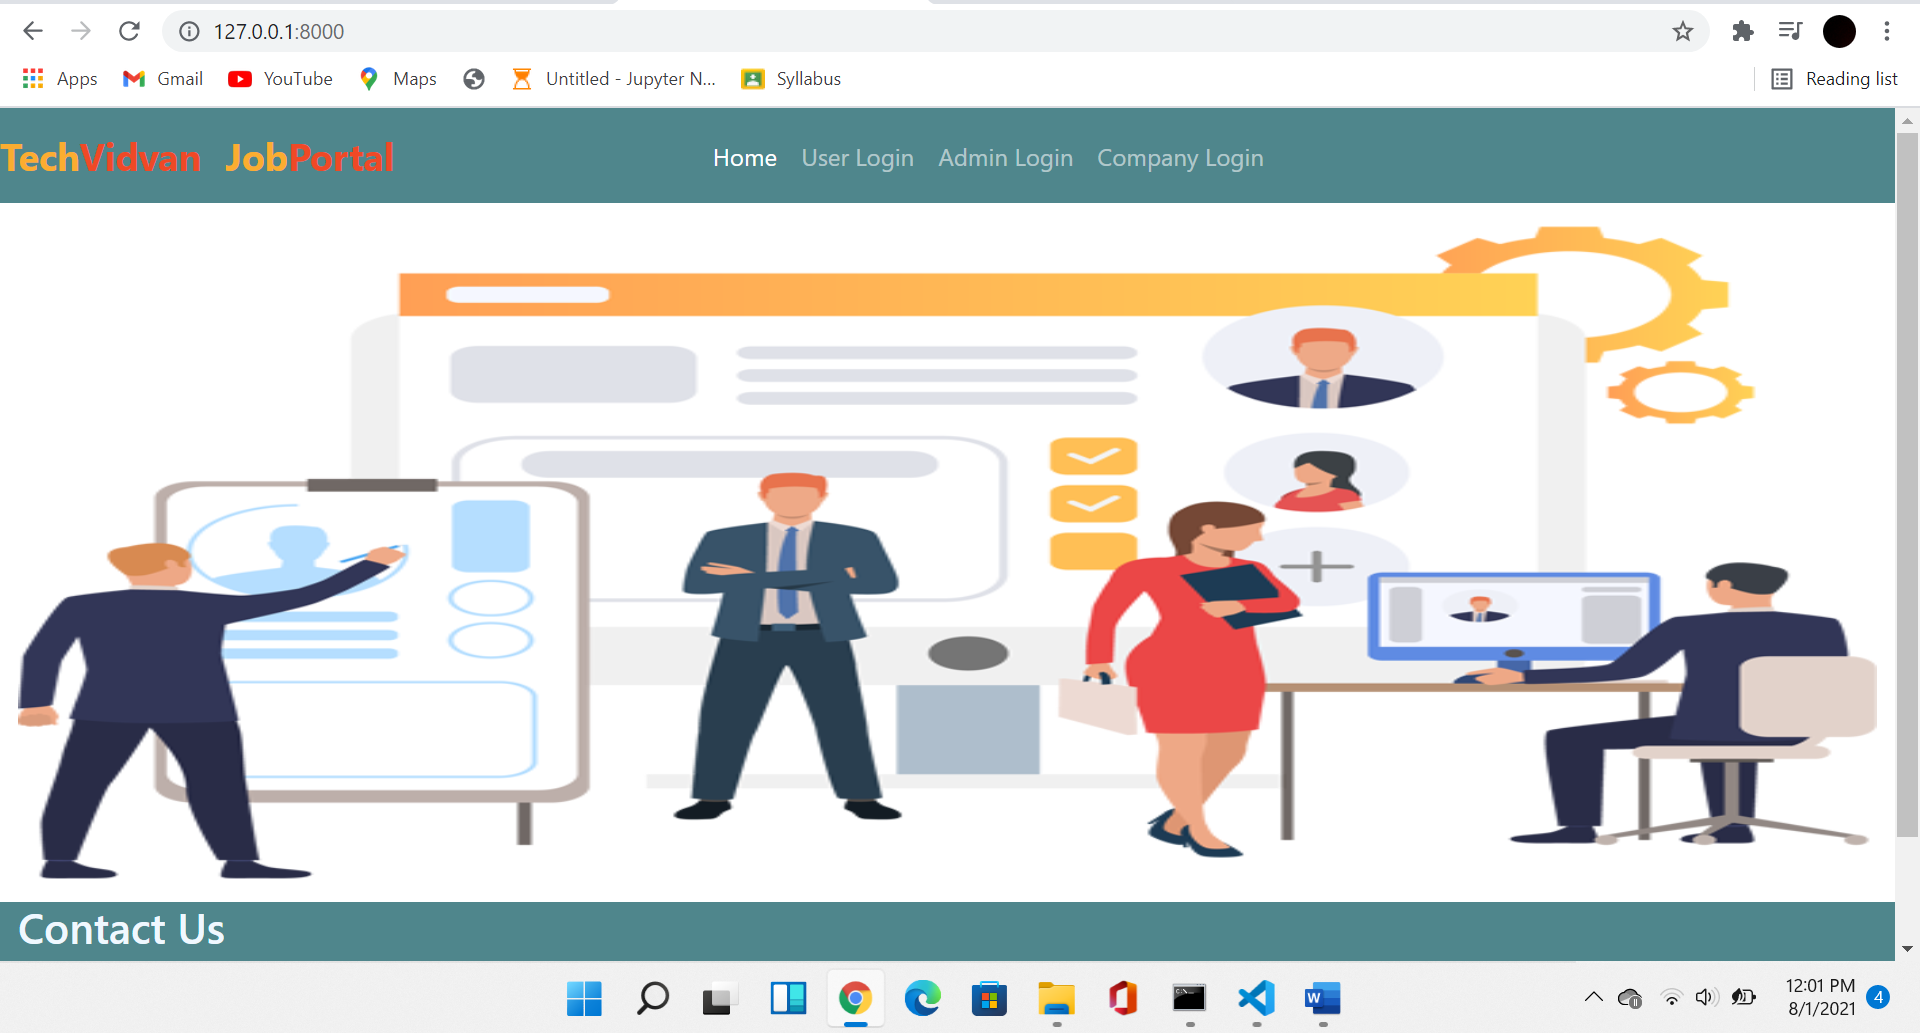 127.0.0.1:8000
Apps Gmail YouTube Maps Untitled - Jupyter N... Syllabus Reading list
TechVidvan JobPortal Home User Login Admin Login Company Login
Contact Us
12:01 PM
8/1/2021 4